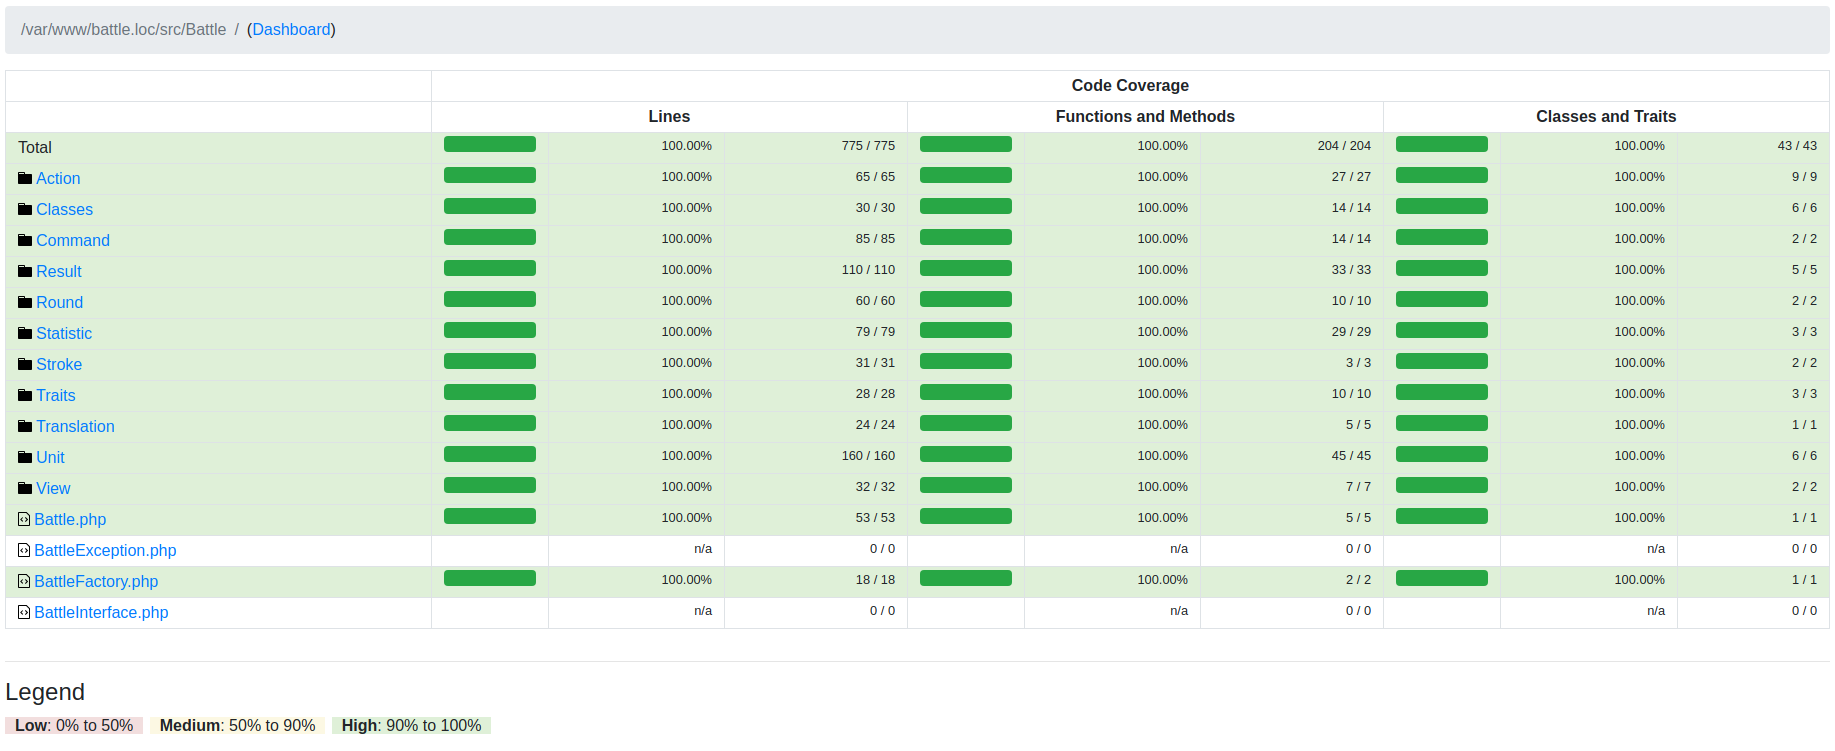 /var/www/battle.loc/src/Battle / (Dashboard)
Code Coverage
Lines Functions and Methods Classes and Traits
Total 100.00% 775 / 775 100.00% 204 / 204 100.00% 43 / 43
Action 100.00% 65 / 65 100.00% 27 / 27 100.00% 9 / 9
Classes 100.00% 30 / 30 100.00% 14 / 14 100.00% 6 / 6
Command 100.00% 85 / 85 100.00% 14 / 14 100.00% 2 / 2
Result 100.00% 110 / 110 100.00% 33 / 33 100.00% 5 / 5
Round 100.00% 60 / 60 100.00% 10 / 10 100.00% 2 / 2
Statistic 100.00% 79 / 79 100.00% 29 / 29 100.00% 3 / 3
Stroke 100.00% 31 / 31 100.00% 3 / 3 100.00% 2 / 2
Traits 100.00% 28 / 28 100.00% 10 / 10 100.00% 3 / 3
Translation 100.00% 24 / 24 100.00% 5 / 5 100.00% 1 / 1
Unit 100.00% 160 / 160 100.00% 45 / 45 100.00% 6 / 6
View 100.00% 32 / 32 100.00% 7 / 7 100.00% 2 / 2
Battle.php 100.00% 53 / 53 100.00% 5 / 5 100.00% 1 / 1
BattleException.php n/a 0 / 0 n/a 0 / 0 n/a 0 / 0
BattleFactory.php 100.00% 18 / 18 100.00% 2 / 2 100.00% 1 / 1
BattleInterface.php n/a 0 / 0 n/a 0 / 0 n/a 0 / 0
Legend
Low: 0% to 50% Medium: 50% to 90% High: 90% to 100%